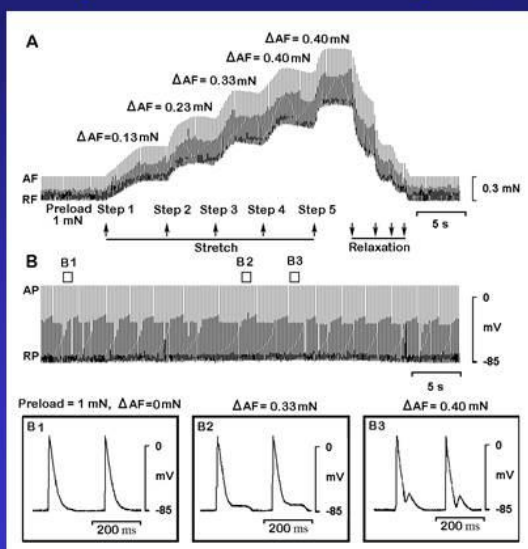 A
ΔAF = 0.40 mN
ΔAF = 0.40 mN
ΔAF = 0.33 mN
ΔAF = 0.23 mN
ΔAF=0.13 mN
AF
RF
0.3 mN
Preload
1 mN
Step 1 Step 2 Step 3 Step 4 Step 5
5 s
Stretch
Relaxation
B
B1 B2 B3
AP
RP
0
mV
-85
5 s
Preload = 1 mN, ΔAF=0mN
ΔAF = 0.33mN
ΔAF = 0.40mN
B1
0
mV
-85
200 ms
B2
0
mV
-85
200 ms
B3
0
mV
-85
200 ms